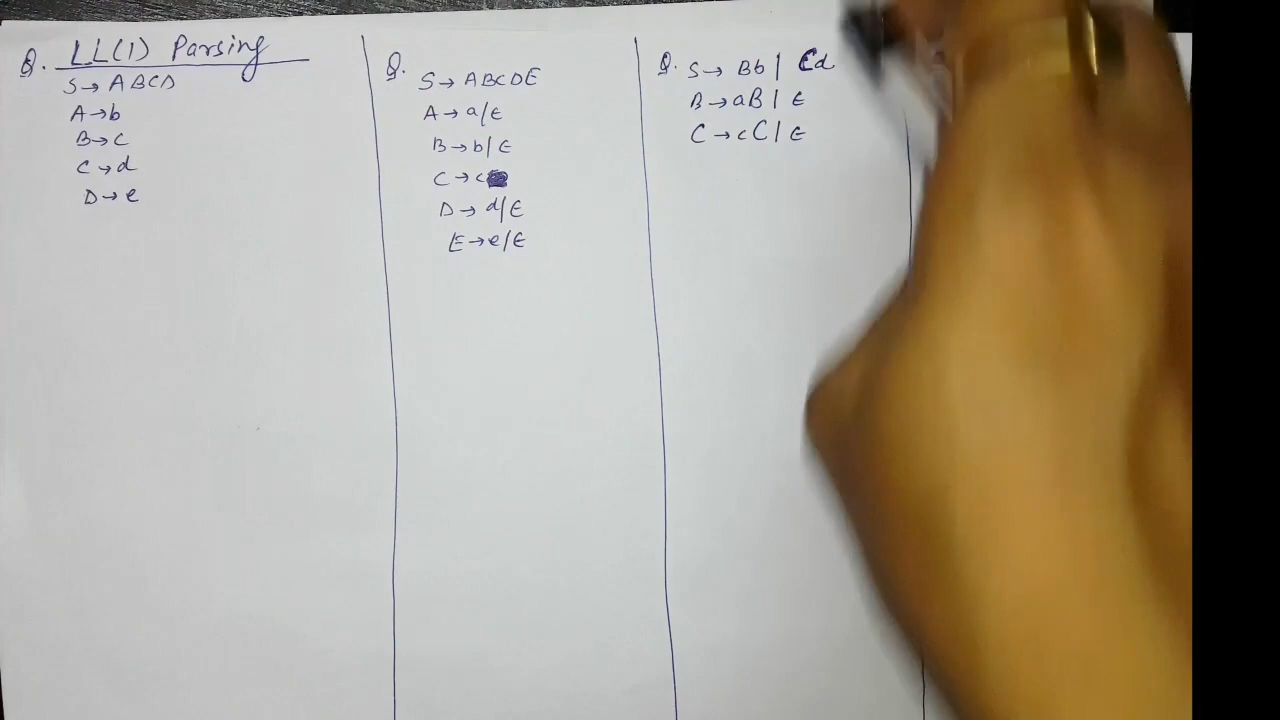 Q. LL(1) Parsing
S→ABCD
A→b
B→c
C→d
D→e
Q. S→ABCDE
A→a/ϵ
B→b/ϵ
C→c
D→d/ϵ
E→e/ϵ
Q. S→Bb | Cd
B→aB | ϵ
C→cC | ϵ